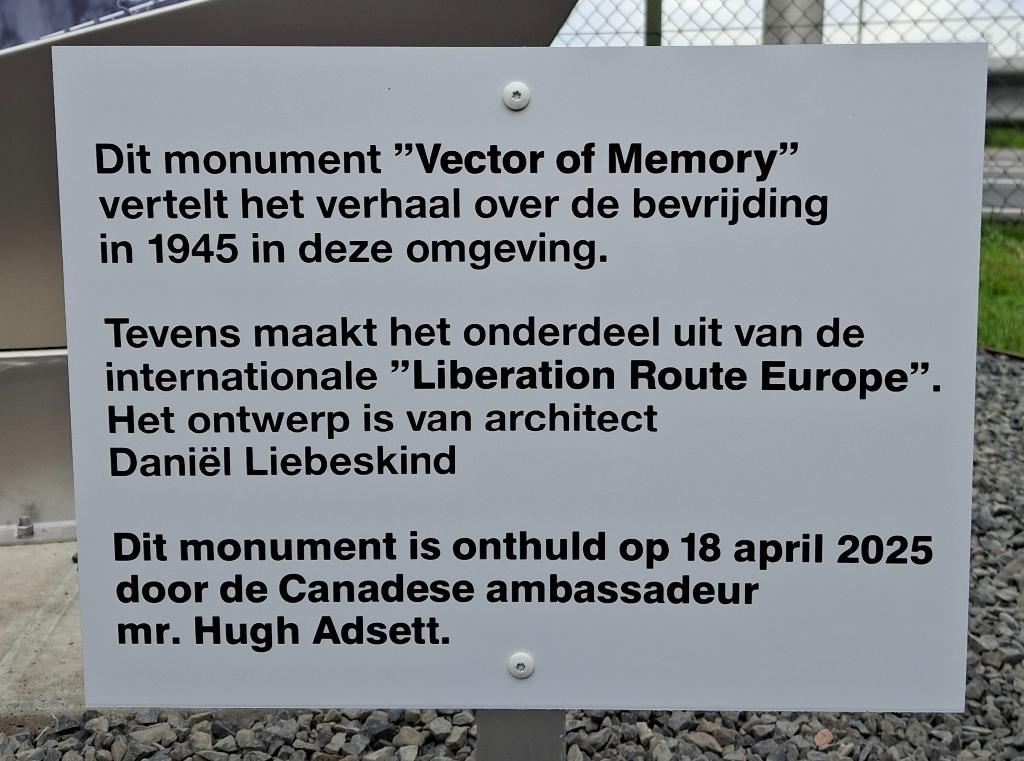 Dit monument ”Vector of Memory”
vertelt het verhaal over de bevrijding
in 1945 in deze omgeving.
Tevens maakt het onderdeel uit van de
internationale ”Liberation Route Europe”.
Het ontwerp is van architect
Daniël Liebeskind
Dit monument is onthuld op 18 april 2025
door de Canadese ambassadeur
mr. Hugh Adsett.